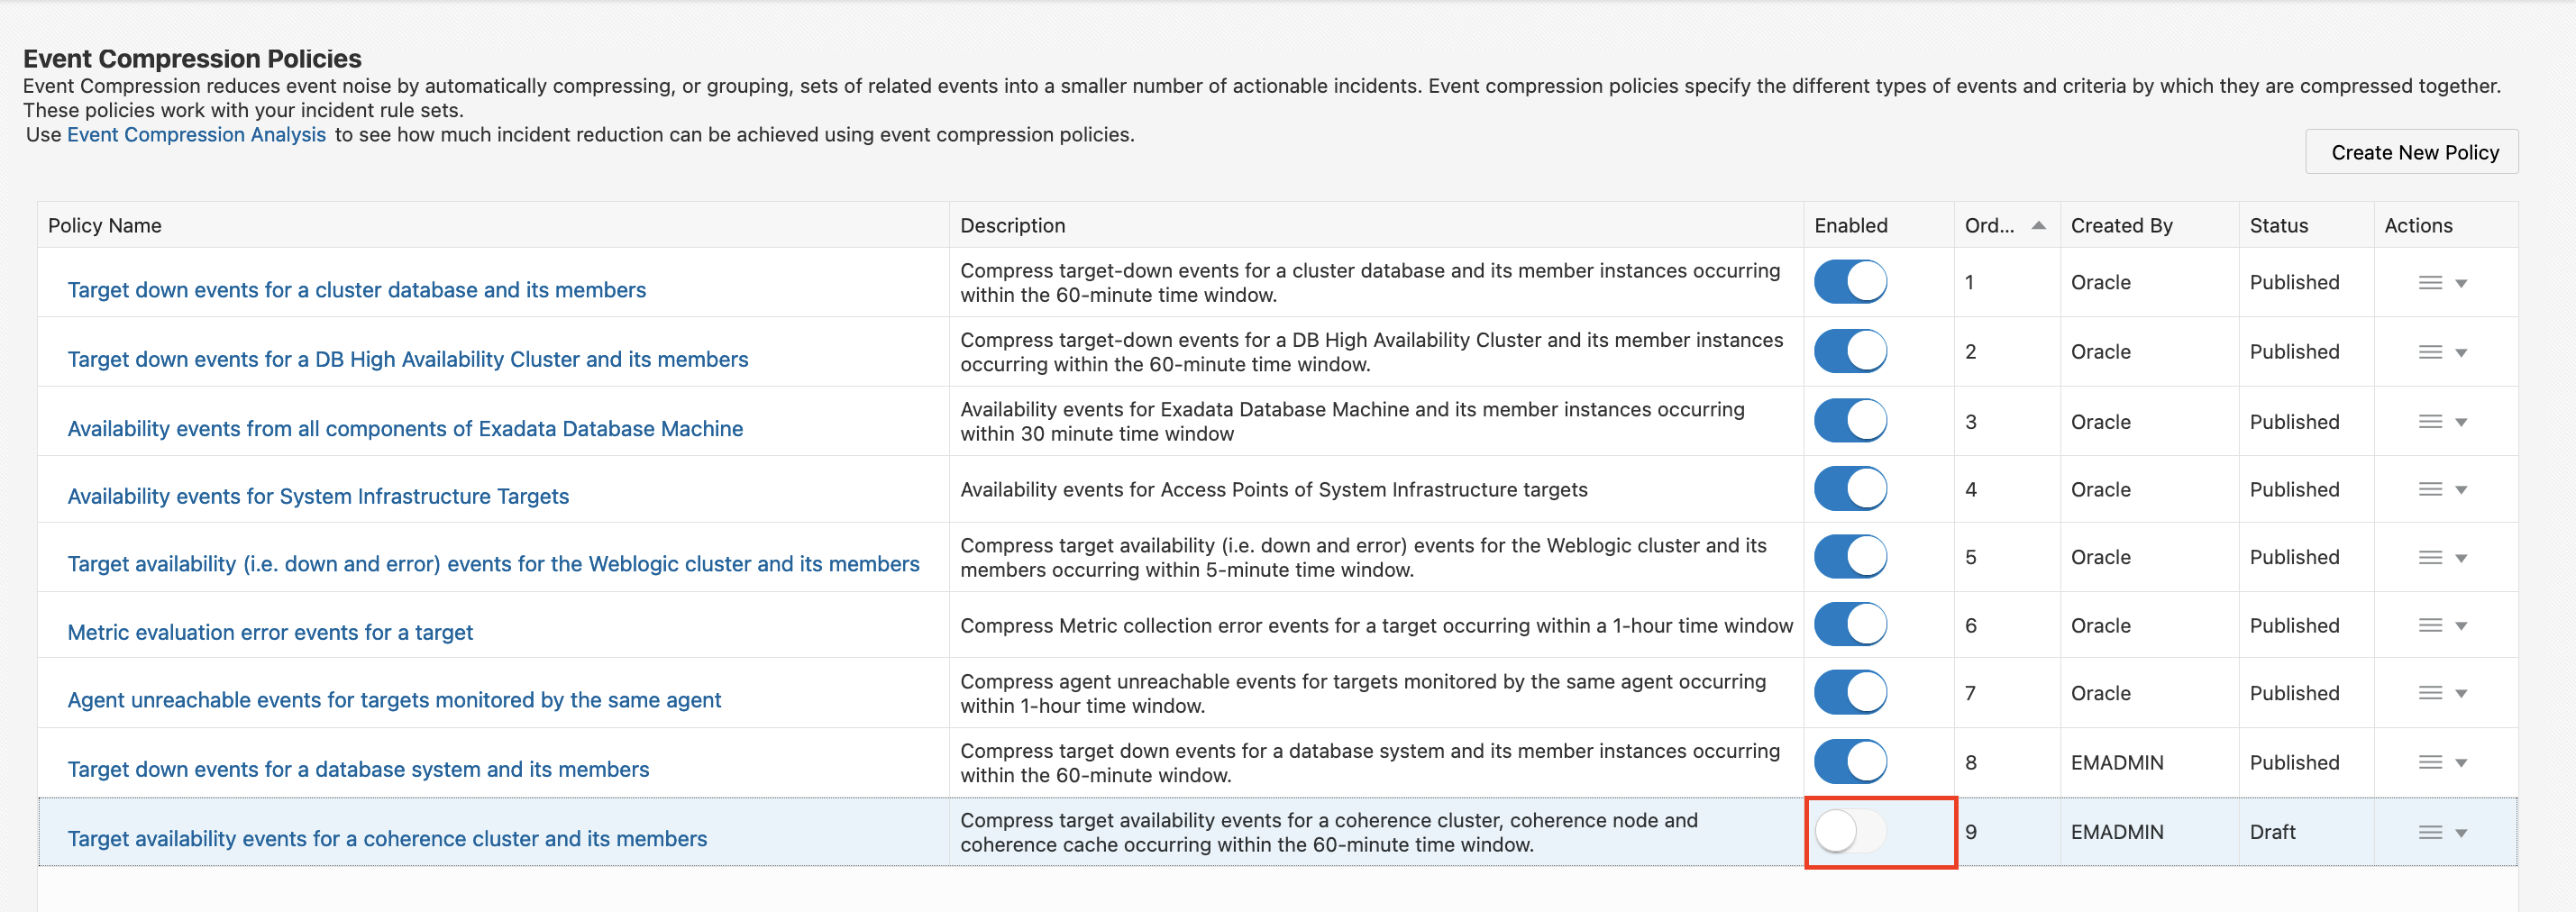 Event Compression Policies
Event Compression reduces event noise by automatically compressing, or grouping, sets of related events into a smaller number of actionable incidents. Event compression policies specify the different types of events and criteria by which they are compressed together.
These policies work with your incident rule sets.
Use Event Compression Analysis to see how much incident reduction can be achieved using event compression policies.
Create New Policy
Policy Name Description Enabled Ord... Created By Status Actions
Target down events for a cluster database and its members
Compress target-down events for a cluster database and its member instances occurring
within the 60-minute time window.
1 Oracle Published
Target down events for a DB High Availability Cluster and its members
Compress target-down events for a DB High Availability Cluster and its member instances
occurring within the 60-minute time window.
2 Oracle Published
Availability events from all components of Exadata Database Machine
Availability events for Exadata Database Machine and its member instances occurring
within 30 minute time window
3 Oracle Published
Availability events for System Infrastructure Targets
Availability events for Access Points of System Infrastructure targets
4 Oracle Published
Target availability (i.e. down and error) events for the Weblogic cluster and its members
Compress target availability (i.e. down and error) events for the Weblogic cluster and its
members occurring within 5-minute time window.
5 Oracle Published
Metric evaluation error events for a target
Compress Metric collection error events for a target occurring within a 1-hour time window
6 Oracle Published
Agent unreachable events for targets monitored by the same agent
Compress agent unreachable events for targets monitored by the same agent occurring
within 1-hour time window.
7 Oracle Published
Target down events for a database system and its members
Compress target down events for a database system and its member instances occurring
within the 60-minute window.
8 EMADMIN Published
Target availability events for a coherence cluster and its members
Compress target availability events for a coherence cluster, coherence node and
coherence cache occurring within the 60-minute time window.
9 EMADMIN Draft